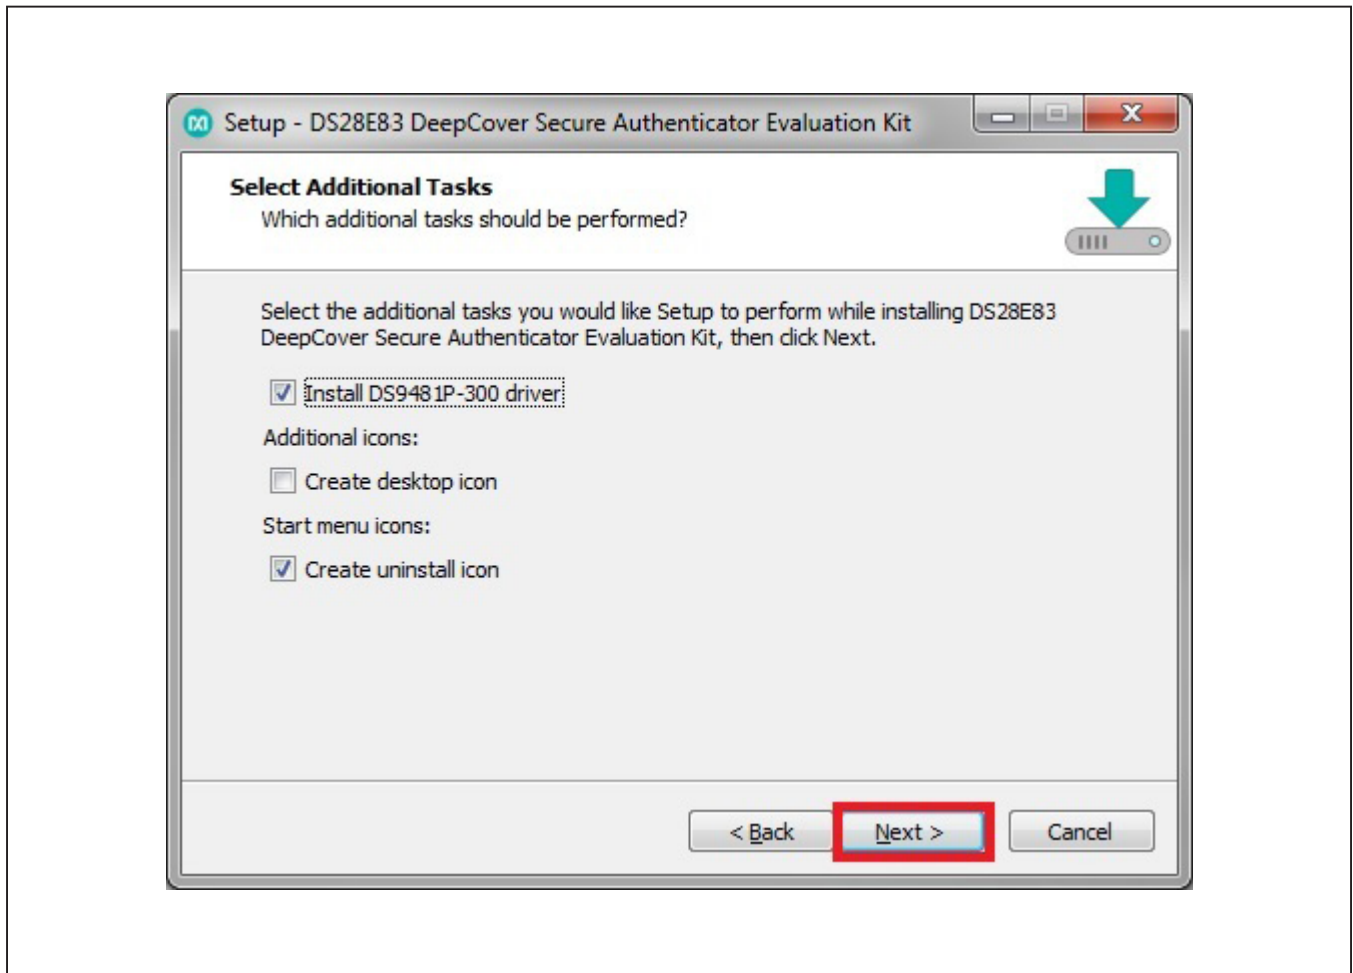 Setup - DS28E83 DeepCover Secure Authenticator Evaluation Kit
Select Additional Tasks
Which additional tasks should be performed?
Select the additional tasks you would like Setup to perform while installing DS28E83
DeepCover Secure Authenticator Evaluation Kit, then click Next.
Install DS9481P-300 driver
Additional icons:
Create desktop icon
Start menu icons:
Create uninstall icon
< Back Next > Cancel